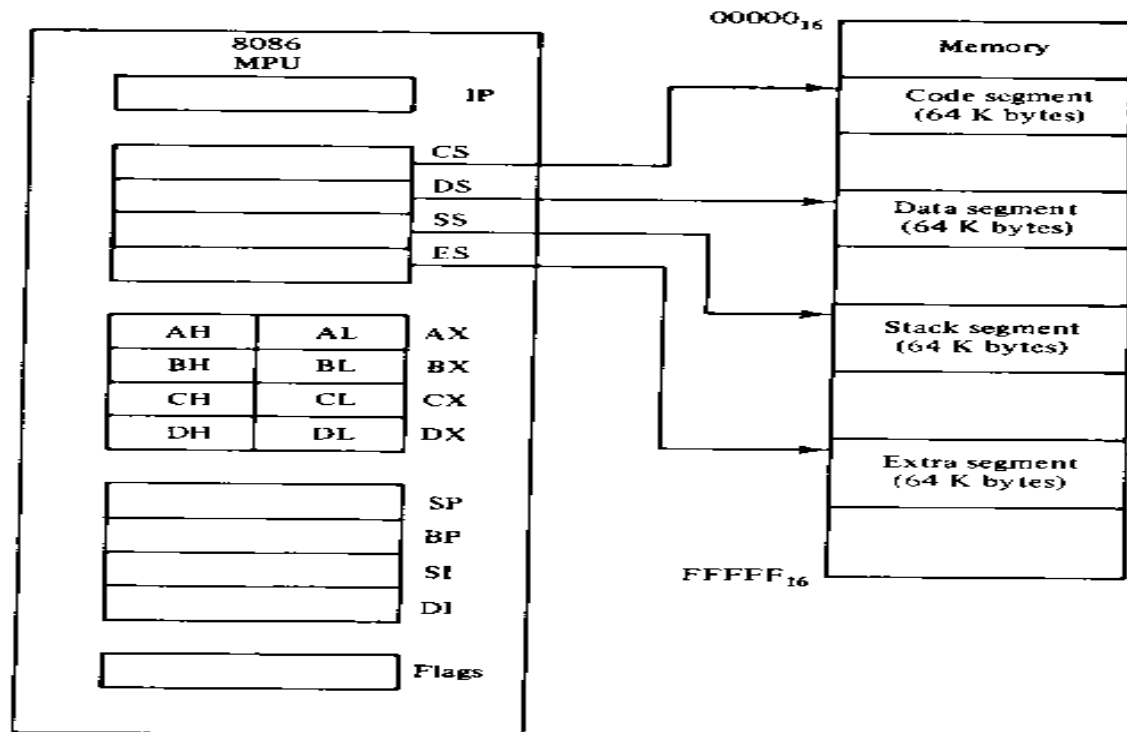 8086
MPU
IP
CS
DS
SS
ES
AH AL AX
BH BL BX
CH CL CX
DH DL DX
SP
BP
SI
DI
Flags
00000₁₆
Memory
Code segment
(64 K bytes)
Data segment
(64 K bytes)
Stack segment
(64 K bytes)
Extra segment
(64 K bytes)
FFFFF₁₆